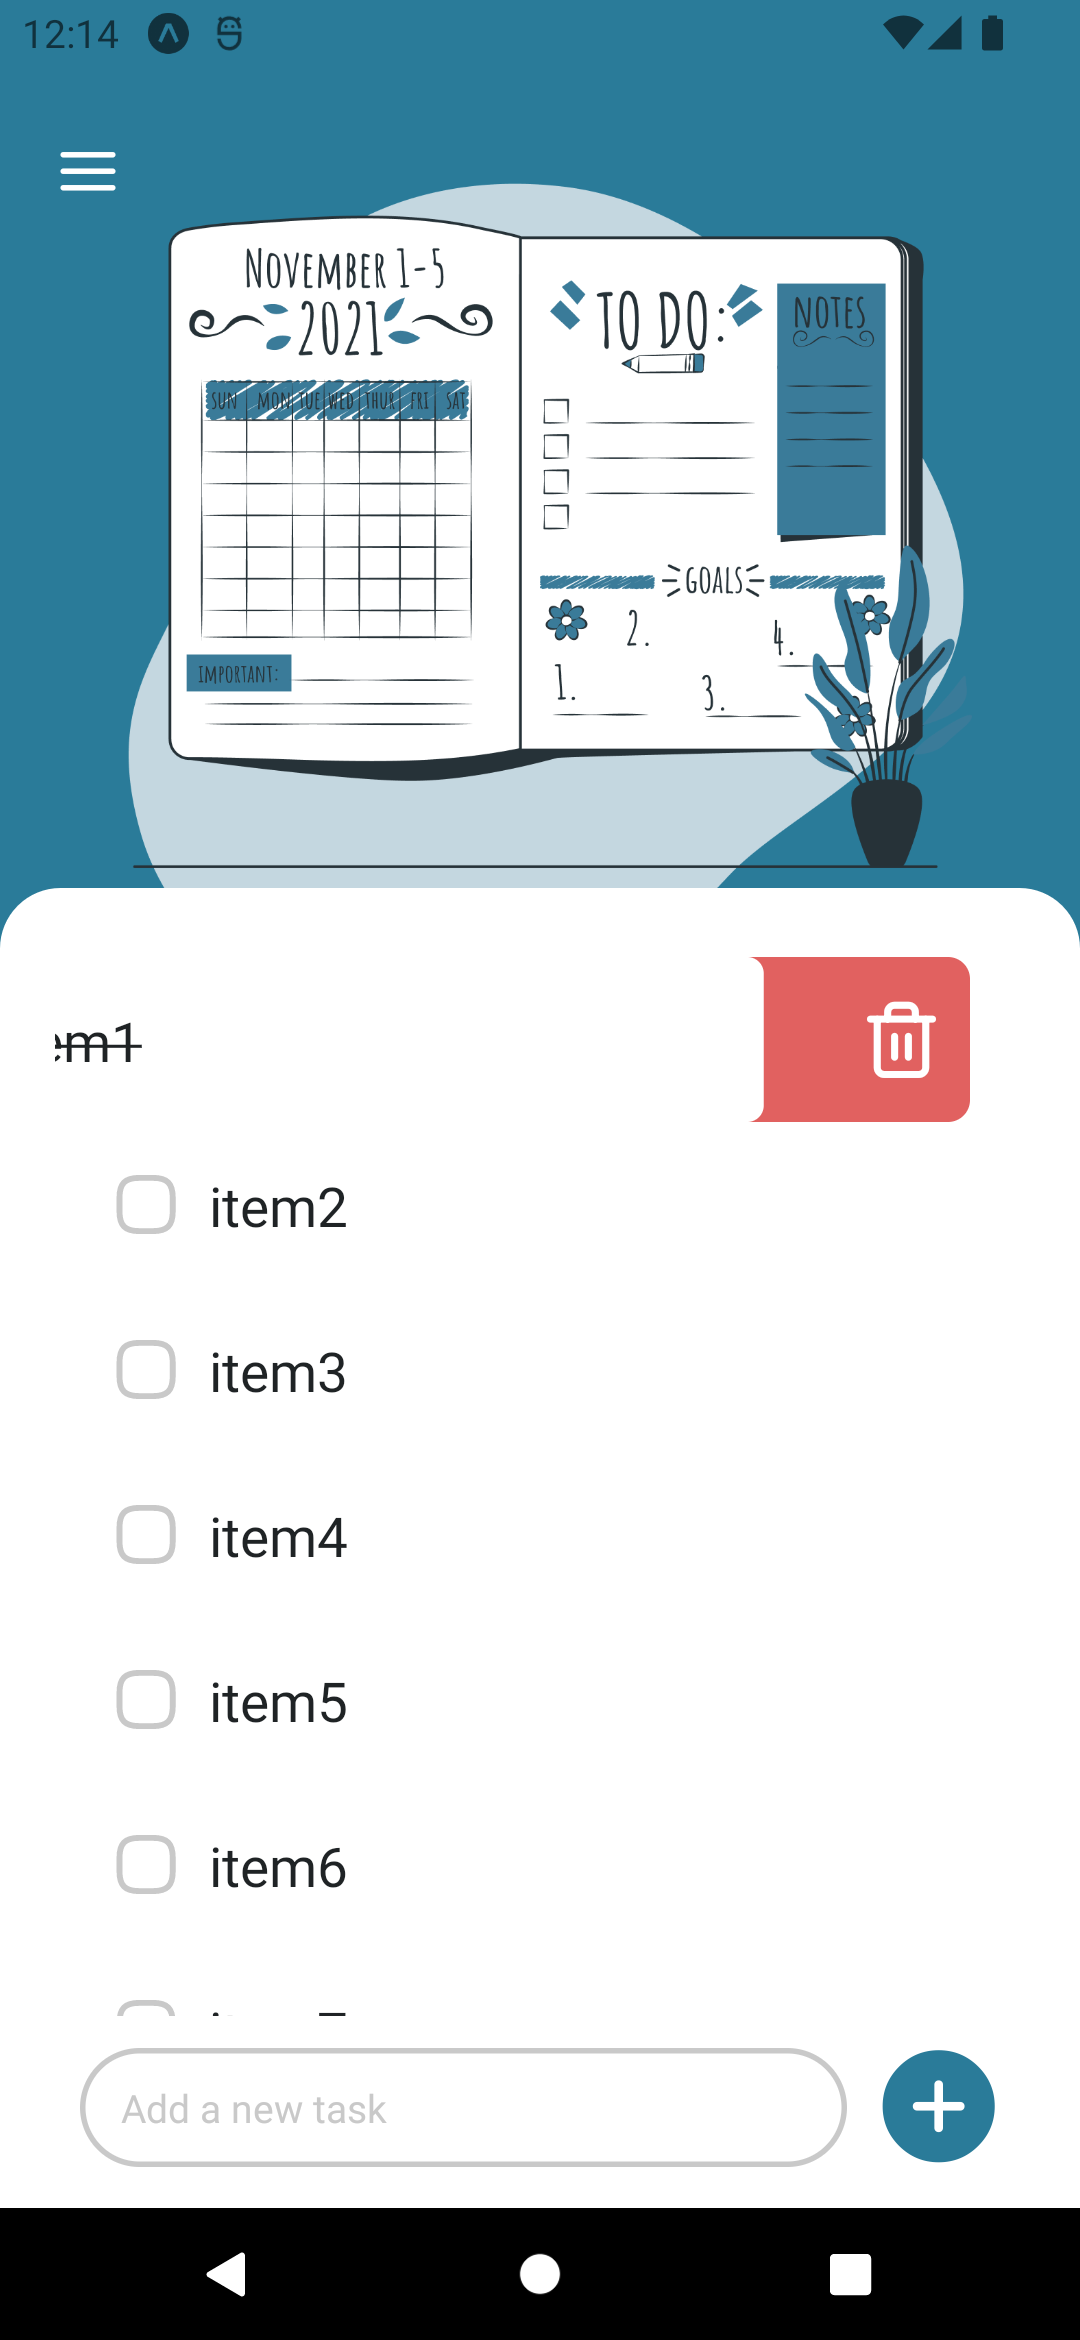 12:14
NOVEMBER 1-5
2021
SUN MON TUE WED THUR FRI SAT
IMPORTANT:
TO DO:
NOTES
GOALS
2.
4.
1.
3.
em1
item2
item3
item4
item5
item6
Add a new task